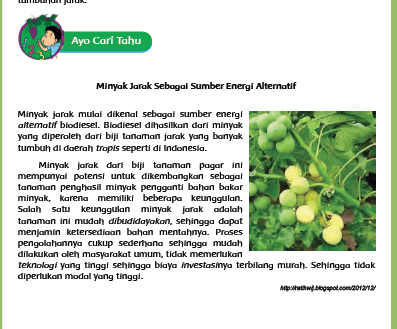 tambahan jarak.
Ayo Cari Tahu
Minyak Jarak Sebagai Sumber Energi Alternatif
Minyak jarak mulai dikenal sebagai sumber energi
alternatif biodiesel. Biodiesel dihasilkan dari minyak
yang diperoleh dari biji tanaman jarak yang banyak
tumbuh di daerah tropis seperti di Indonesia.
Minyak jarak dari biji tanaman pagar ini
mempunyai potensi untuk dikembangkan sebagai
tanaman penghasil minyak pengganti bahan bakar
minyak, karena memiliki beberapa keunggulan.
Salah satu keunggulan minyak jarak adalah
tanaman ini mudah dibudidayakan, sehingga dapat
menjamin ketersediaan bahan mentahnya. Proses
pengolahannya cukup sederhana sehingga mudah
dilakukan oleh masyarakat umum, tidak memerlukan
teknologi yang tinggi sehingga biaya investasinya terbilang murah. Sehingga tidak
diperlukan modal yang tinggi.
http://ratihwij.blogspot.com/2012/12/